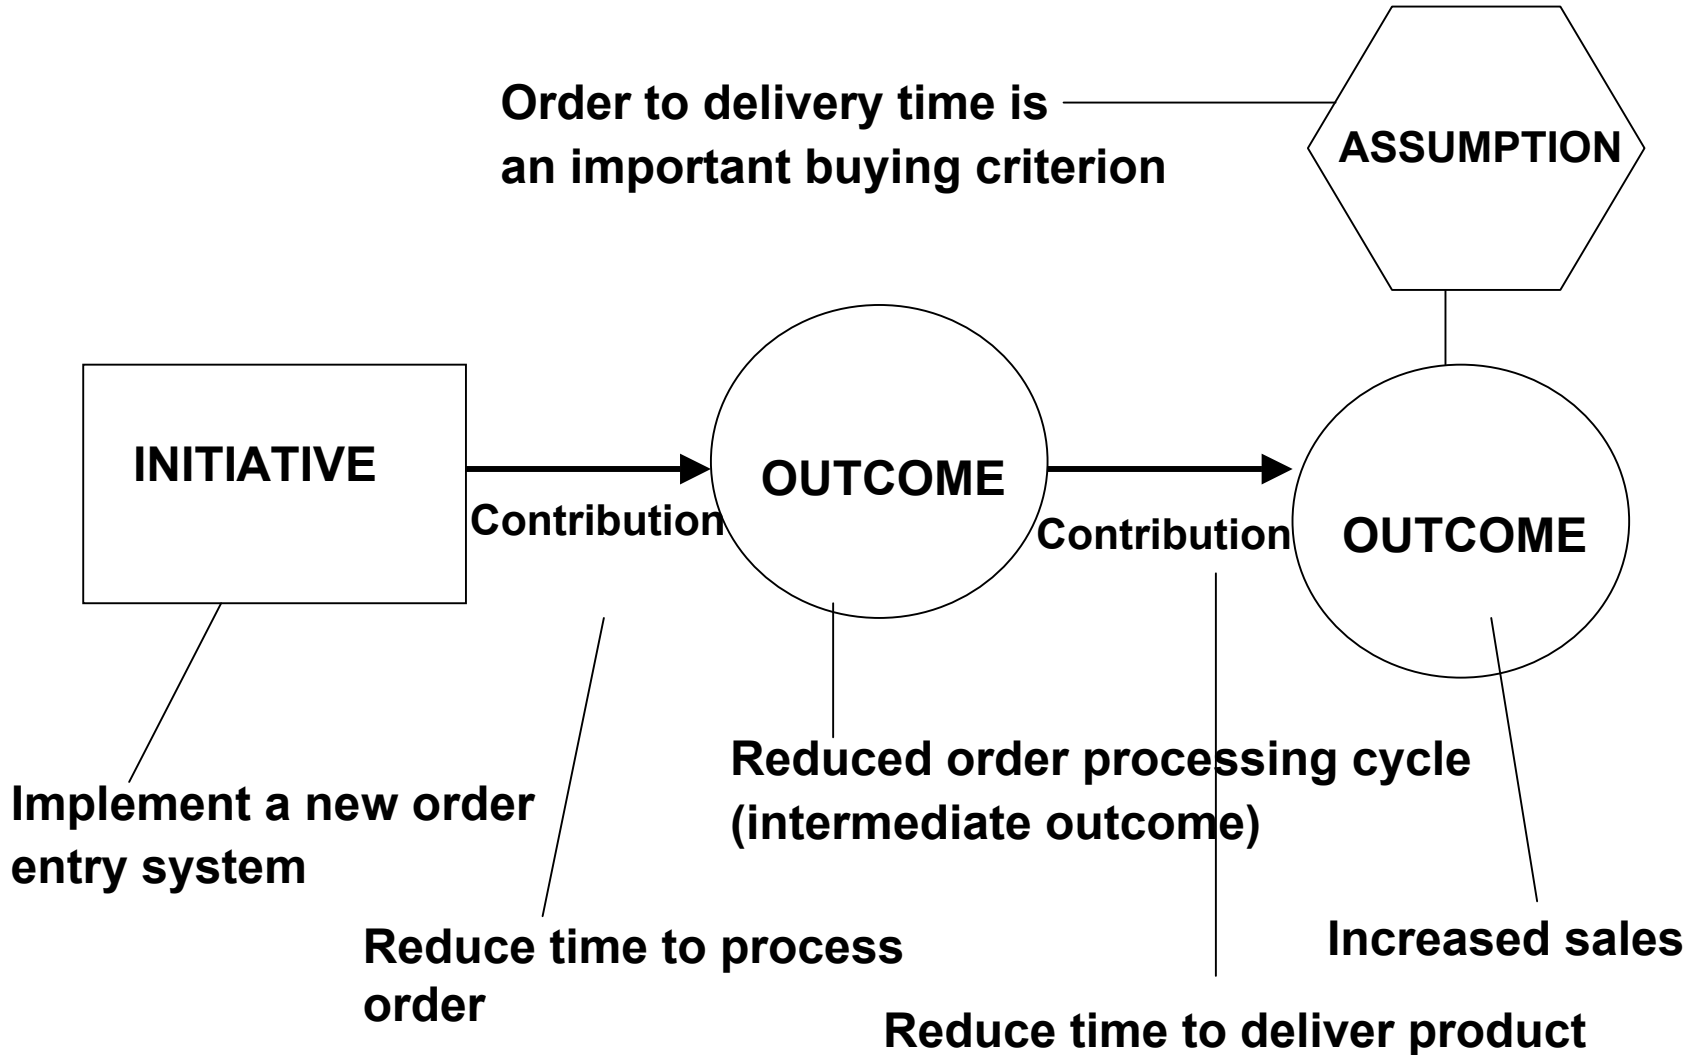 Order to delivery time is
an important buying criterion
ASSUMPTION
INITIATIVE
OUTCOME
OUTCOME
Contribution
Contribution
Implement a new order
entry system
Reduced order processing cycle
(intermediate outcome)
Reduce time to process
order
Increased sales
Reduce time to deliver product